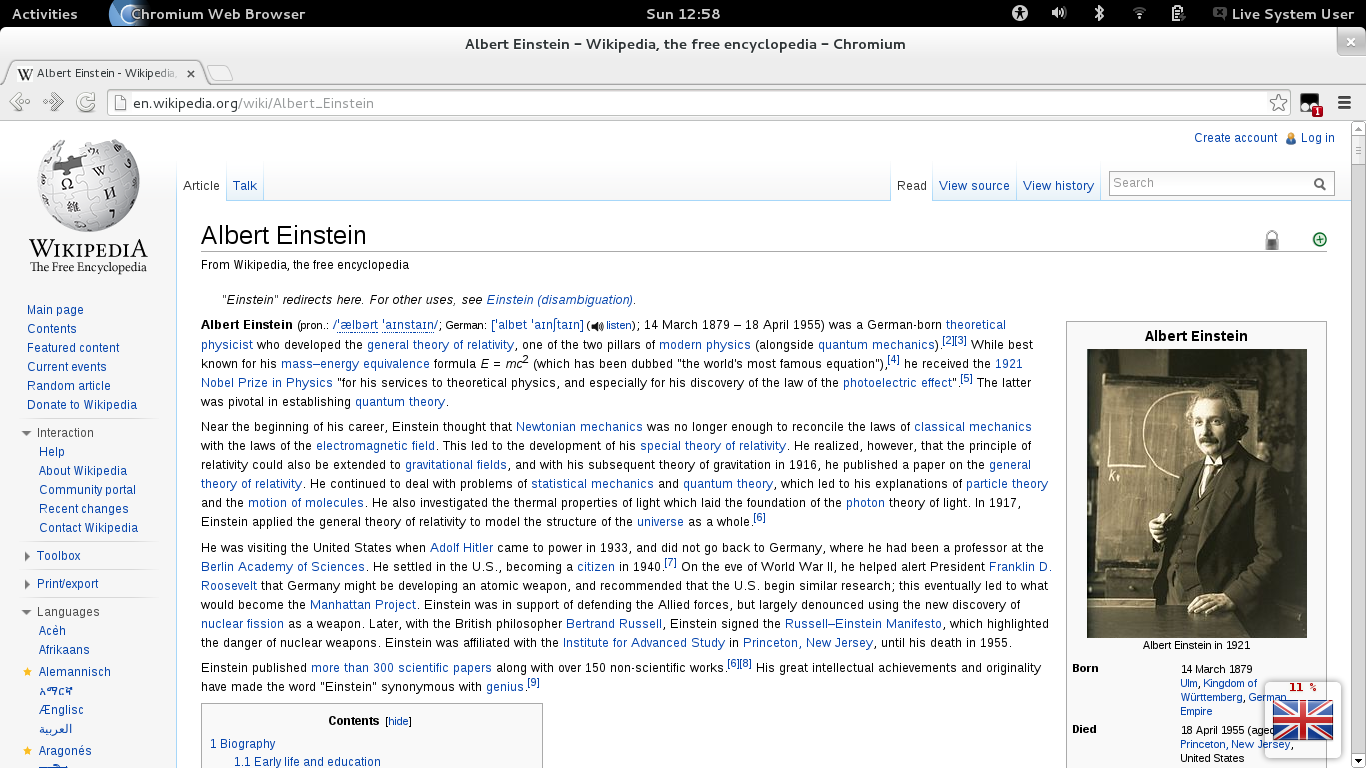 Activities
Chromium Web Browser
Sun 12:58
Live System User
Albert Einstein – Wikipedia, the free encyclopedia – Chromium
Albert Einstein - Wikipedia,
en.wikipedia.org/wiki/Albert_Einstein
Create account
Log in
WIKIPEDIA
The Free Encyclopedia
Main page
Contents
Featured content
Current events
Random article
Donate to Wikipedia
Interaction
Help
About Wikipedia
Community portal
Recent changes
Contact Wikipedia
Toolbox
Print/export
Languages
Acèh
Afrikaans
Alemannisch
አማርኛ
Ænglisc
العربية
Aragonés
Article
Talk
Read
View source
View history
Search
Albert Einstein
From Wikipedia, the free encyclopedia
"Einstein" redirects here. For other uses, see Einstein (disambiguation).
Albert Einstein (pron.: /ˈælbərt ˈaɪnstaɪn/; German: [ˈalbɐt ˈaɪnʃtaɪn] (listen); 14 March 1879 – 18 April 1955) was a German-born theoretical
physicist who developed the general theory of relativity, one of the two pillars of modern physics (alongside quantum mechanics).[2][3] While best
known for his mass–energy equivalence formula E = mc2 (which has been dubbed "the world's most famous equation"),[4] he received the 1921
Nobel Prize in Physics "for his services to theoretical physics, and especially for his discovery of the law of the photoelectric effect".[5] The latter
was pivotal in establishing quantum theory.
Near the beginning of his career, Einstein thought that Newtonian mechanics was no longer enough to reconcile the laws of classical mechanics
with the laws of the electromagnetic field. This led to the development of his special theory of relativity. He realized, however, that the principle of
relativity could also be extended to gravitational fields, and with his subsequent theory of gravitation in 1916, he published a paper on the general
theory of relativity. He continued to deal with problems of statistical mechanics and quantum theory, which led to his explanations of particle theory
and the motion of molecules. He also investigated the thermal properties of light which laid the foundation of the photon theory of light. In 1917,
Einstein applied the general theory of relativity to model the structure of the universe as a whole.[6]
He was visiting the United States when Adolf Hitler came to power in 1933, and did not go back to Germany, where he had been a professor at the
Berlin Academy of Sciences. He settled in the U.S., becoming a citizen in 1940.[7] On the eve of World War II, he helped alert President Franklin D.
Roosevelt that Germany might be developing an atomic weapon, and recommended that the U.S. begin similar research; this eventually led to what
would become the Manhattan Project. Einstein was in support of defending the Allied forces, but largely denounced using the new discovery of
nuclear fission as a weapon. Later, with the British philosopher Bertrand Russell, Einstein signed the Russell–Einstein Manifesto, which highlighted
the danger of nuclear weapons. Einstein was affiliated with the Institute for Advanced Study in Princeton, New Jersey, until his death in 1955.
Einstein published more than 300 scientific papers along with over 150 non-scientific works.[6][8] His great intellectual achievements and originality
have made the word "Einstein" synonymous with genius.[9]
Contents [hide]
1 Biography
1.1 Early life and education
Albert Einstein
Albert Einstein in 1921
Born
14 March 1879
Ulm, Kingdom of
Württemberg, German
Empire
Died
18 April 1955 (aged
Princeton, New Jersey,
United States
11 %